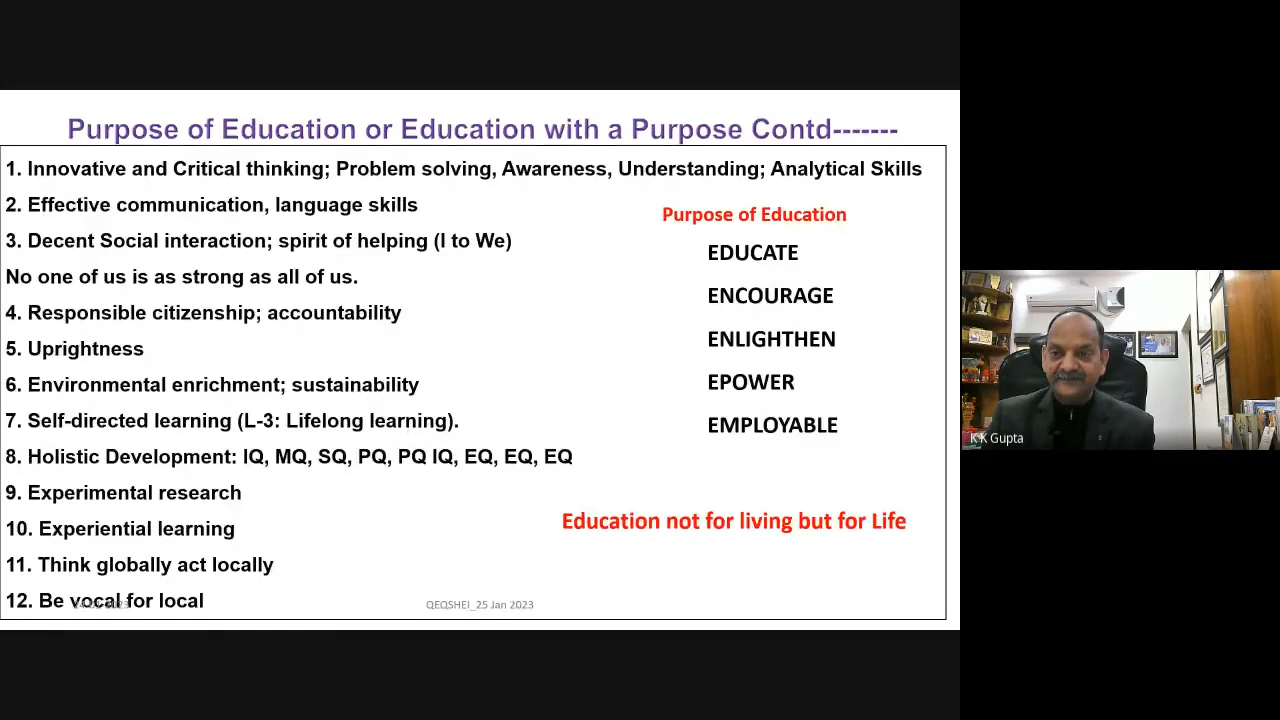 Purpose of Education or Education with a Purpose Contd-------
1. Innovative and Critical thinking; Problem solving, Awareness, Understanding; Analytical Skills
2. Effective communication, language skills
3. Decent Social interaction; spirit of helping (I to We)
No one of us is as strong as all of us.
4. Responsible citizenship; accountability
5. Uprightness
6. Environmental enrichment; sustainability
7. Self-directed learning (L-3: Lifelong learning).
8. Holistic Development: IQ, MQ, SQ, PQ, PQ IQ, EQ, EQ, EQ
9. Experimental research
10. Experiential learning
11. Think globally act locally
12. Be vocal for local
Purpose of Education
EDUCATE
ENCOURAGE
ENLIGHTEN
EPOWER
EMPLOYABLE
Education not for living but for Life
QEQSHEI_25 Jan 2023
K K Gupta